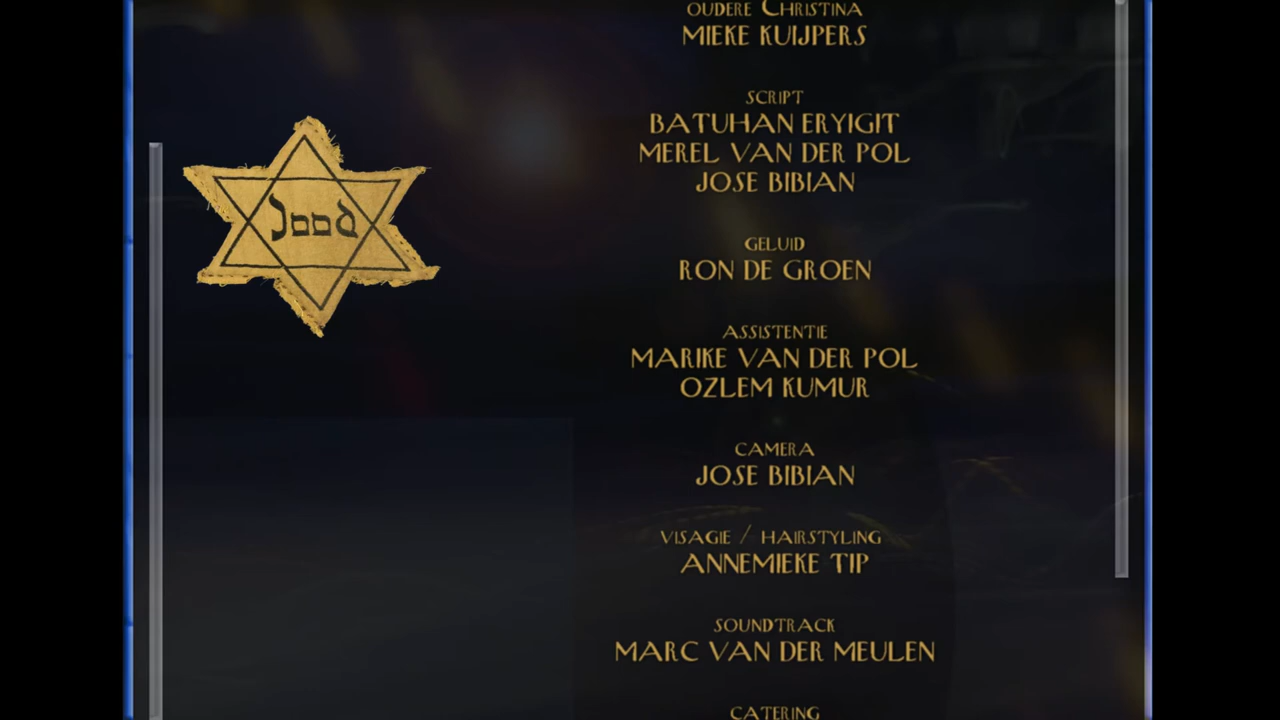 Jood
OUDERE CHRISTINA
MIEKE KUIJPERS
SCRIPT
BATUHAN ERYIGIT
MEREL VAN DER POL
JOSE BIBIAN
GELUID
RON DE GROEN
ASSISTENTIE
MARIKE VAN DER POL
OZLEM KUMUR
CAMERA
JOSE BIBIAN
VISAGIE / HAIRSTYLING
ANNEMIEKE TIP
SOUNDTRACK
MARC VAN DER MEULEN
CATERING